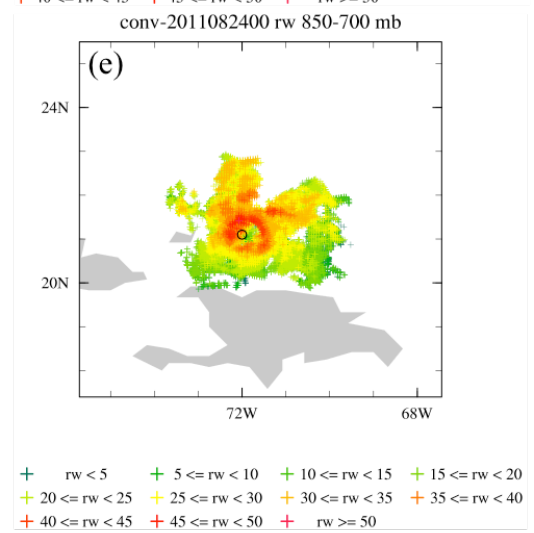 conv-2011082400 rw 850-700 mb
(e)
24N
20N
72W 68W
rw < 5 5 <= rw < 10 10 <= rw < 15 15 <= rw < 20
20 <= rw < 25 25 <= rw < 30 30 <= rw < 35 35 <= rw < 40
40 <= rw < 45 45 <= rw < 50 rw >= 50